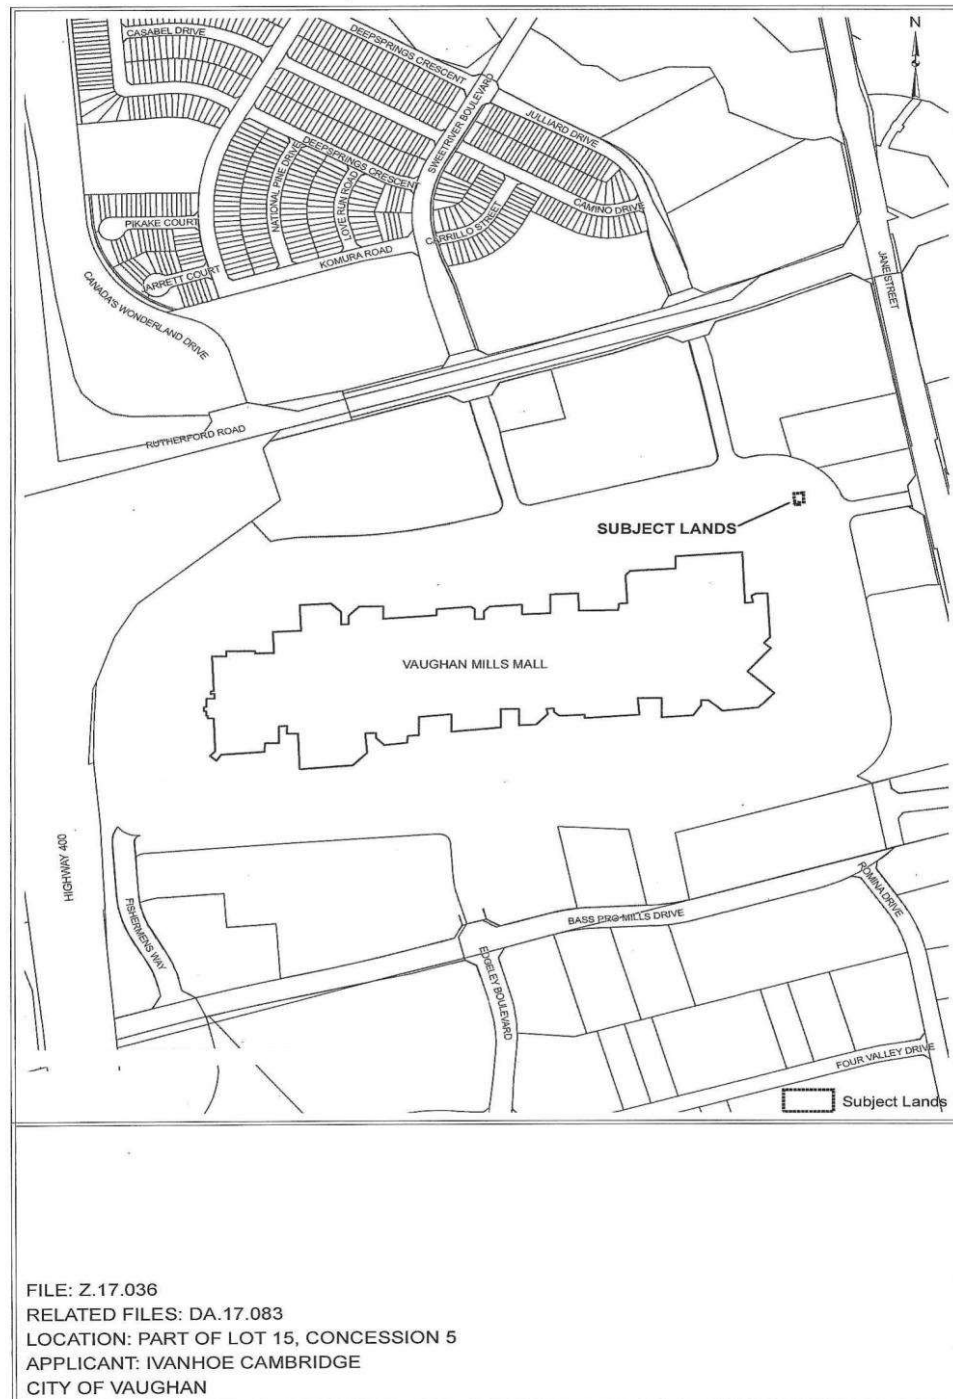 CASABEL DRIVE
DEEPSPRINGS CRESCENT
N
SWEETRIVER BOULEVARD
JULLIARD DRIVE
NATIONAL PINE DRIVE
DEEPSPRINGS CRESCENT
LOVE RUN ROAD
CAMINO DRIVE
CARRILLO STREET
PIKAKE COURT
KOMURA ROAD
JARRETT COURT
CANADA'S WONDERLAND DRIVE
JANE STREET
RUTHERFORD ROAD
SUBJECT LANDS
VAUGHAN MILLS MALL
HIGHWAY 400
FISHERMENS WAY
BASS PRO MILLS DRIVE
ROMINA DRIVE
EDGELEY BOULEVARD
FOUR VALLEY DRIVE
Subject Lands
FILE: Z.17.036
RELATED FILES: DA.17.083
LOCATION: PART OF LOT 15, CONCESSION 5
APPLICANT: IVANHOE CAMBRIDGE
CITY OF VAUGHAN